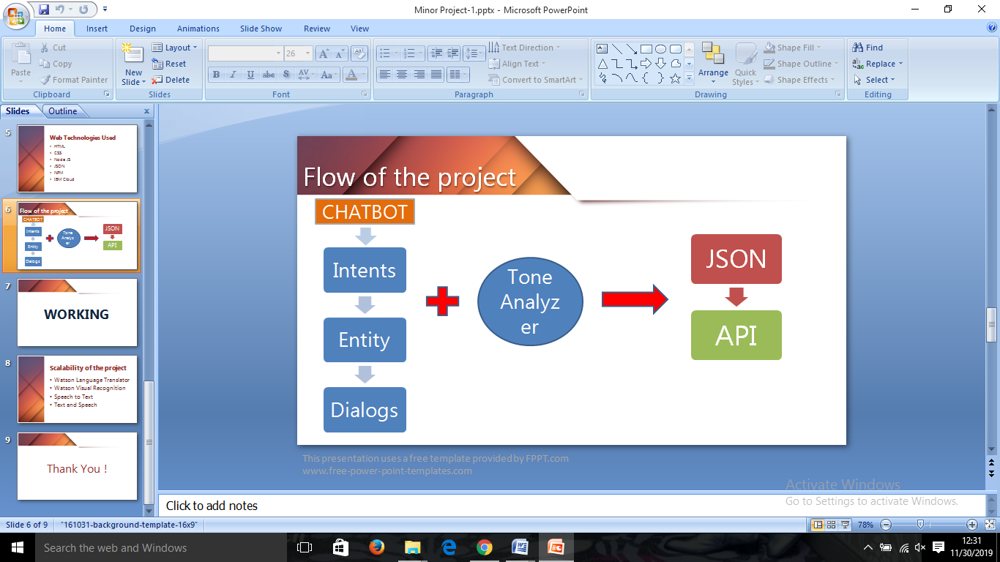 Minor Project-1.pptx - Microsoft PowerPoint
Home Insert Design Animations Slide Show Review View
Paste
Cut
Copy
Format Painter
Clipboard
New
Slide
Layout
Reset
Delete
Slides
26
B I U abc S AV Aa A
Font
Text Direction
Align Text
Convert to SmartArt
Paragraph
Arrange
Quick
Styles
Shape Fill
Shape Outline
Shape Effects
Drawing
Find
Replace
Select
Editing
Slides Outline x
5
Web Technologies Used
• HTML
• CSS
• Node JS
• JSON
• NPM
• IBM Cloud
6
Flow of the project
CHATBOT
Intents
Entity
Dialogs
Tone
Analyz
er
JSON
API
7
WORKING
8
Scalability of the project
• Watson Language Translator
• Watson Visual Recognition
• Speech to Text
• Text and Speech
9
Thank You !
Flow of the project
CHATBOT
Intents
Entity
Dialogs
Tone
Analyz
er
JSON
API
This presentation uses a free template provided by FPPT.com
www.free-power-point-templates.com
Activate Windows
Go to Settings to activate Windows.
Click to add notes
Slide 6 of 9 "161031-background-template-16x9" 78%
Search the web and Windows
12:31
11/30/2019